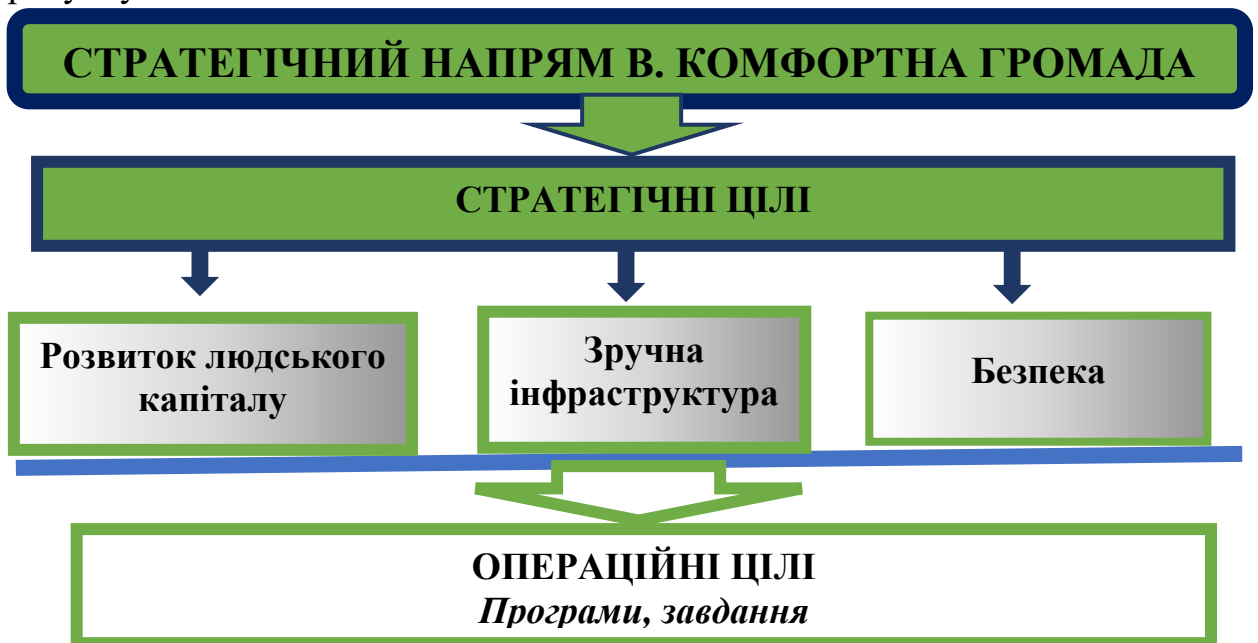 СТРАТЕГІЧНИЙ НАПРЯМ В. КОМФОРТНА ГРОМАДА
СТРАТЕГІЧНІ ЦІЛІ
Розвиток людського
капіталу
Зручна
інфраструктура
Безпека
ОПЕРАЦІЙНІ ЦІЛІ
Програми, завдання